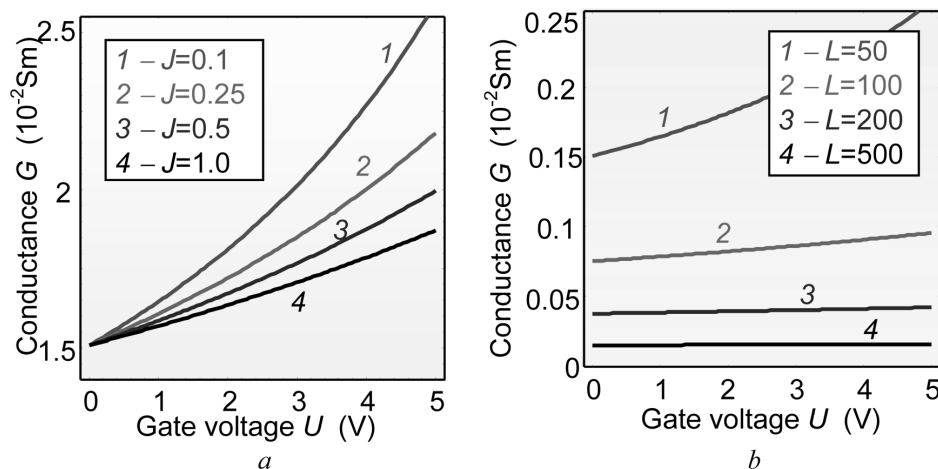 2.5
2
1.5
Conductance G (10⁻²Sm)
1 – J=0.1
2 – J=0.25
3 – J=0.5
4 – J=1.0
1
2
3
4
0 1 2 3 4 5
Gate voltage U (V)
a
0.25
0.2
0.15
0.1
0.05
0
Conductance G (10⁻²Sm)
1 – L=50
2 – L=100
3 – L=200
4 – L=500
1
2
3
4
0 1 2 3 4 5
Gate voltage U (V)
b